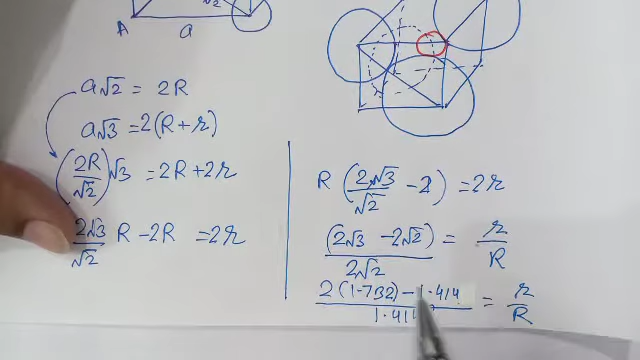 √2
A a
a√2 = 2R
a√3 = 2(R+r)
(2R/√2)√3 = 2R+2r
2√3/√2 R − 2R = 2r
R (2√3/√2 − 2) = 2r
(2√3 − 2√2)/2√2 = r/R
2(1.732) − 1.414/1.414 = r/R